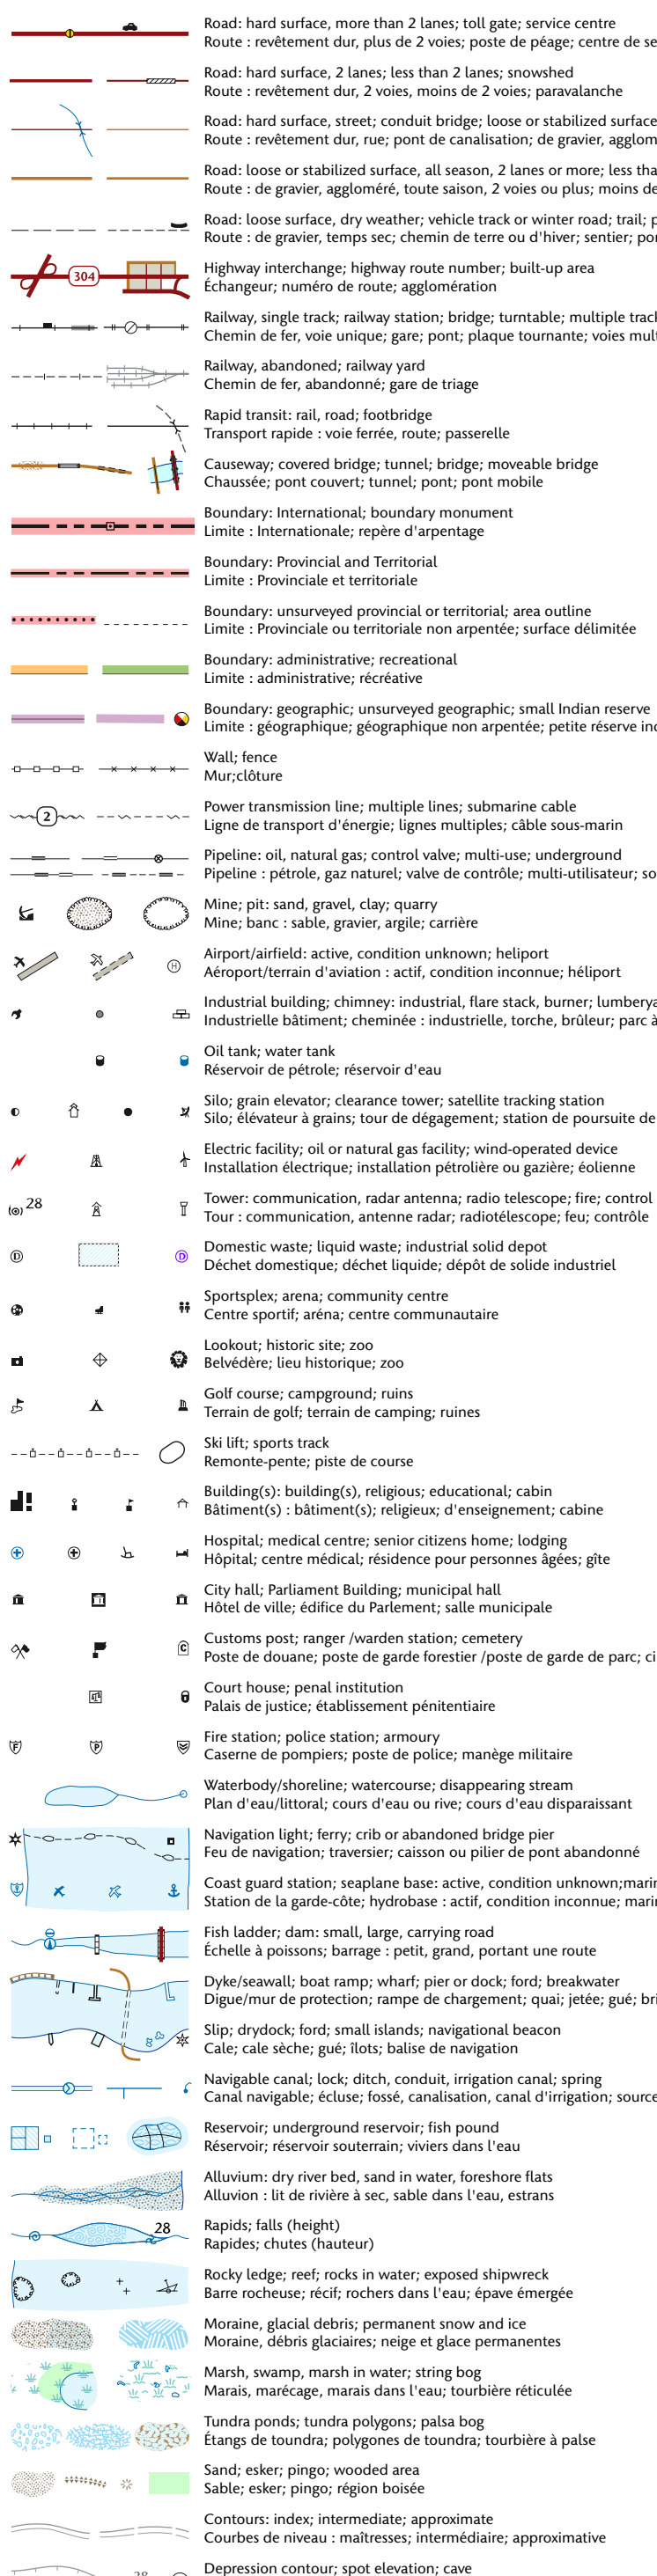 Road: hard surface, more than 2 lanes; toll gate; service centre
Route : revêtement dur, plus de 2 voies; poste de péage; centre de se
Road: hard surface, 2 lanes; less than 2 lanes; snowshed
Route : revêtement dur, 2 voies, moins de 2 voies; paravalanche
Road: hard surface, street; conduit bridge; loose or stabilized surface
Route : revêtement dur, rue; pont de canalisation; de gravier, agglom
Road: loose or stabilized surface, all season, 2 lanes or more; less tha
Route : de gravier, aggloméré, toute saison, 2 voies ou plus; moins de
Road: loose surface, dry weather; vehicle track or winter road; trail; p
Route : de gravier, temps sec; chemin de terre ou d'hiver; sentier; por
304
Highway interchange; highway route number; built-up area
Échangeur; numéro de route; agglomération
Railway, single track; railway station; bridge; turntable; multiple track
Chemin de fer, voie unique; gare; pont; plaque tournante; voies mult
Railway, abandoned; railway yard
Chemin de fer, abandonné; gare de triage
Rapid transit: rail, road; footbridge
Transport rapide : voie ferrée, route; passerelle
Causeway; covered bridge; tunnel; bridge; moveable bridge
Chaussée; pont couvert; tunnel; pont; pont mobile
Boundary: International; boundary monument
Limite : Internationale; repère d'arpentage
Boundary: Provincial and Territorial
Limite : Provinciale et territoriale
Boundary: unsurveyed provincial or territorial; area outline
Limite : Provinciale ou territoriale non arpentée; surface délimitée
Boundary: administrative; recreational
Limite : administrative; récréative
Boundary: geographic; unsurveyed geographic; small Indian reserve
Limite : géographique; géographique non arpentée; petite réserve inc
Wall; fence
Mur;clôture
2
Power transmission line; multiple lines; submarine cable
Ligne de transport d'énergie; lignes multiples; câble sous-marin
Pipeline: oil, natural gas; control valve; multi-use; underground
Pipeline : pétrole, gaz naturel; valve de contrôle; multi-utilisateur; so
Mine; pit: sand, gravel, clay; quarry
Mine; banc : sable, gravier, argile; carrière
H
Airport/airfield: active, condition unknown; heliport
Aéroport/terrain d'aviation : actif, condition inconnue; héliport
Industrial building; chimney: industrial, flare stack, burner; lumberya
Industrielle bâtiment; cheminée : industrielle, torche, brûleur; parc à
Oil tank; water tank
Réservoir de pétrole; réservoir d'eau
Silo; grain elevator; clearance tower; satellite tracking station
Silo; élévateur à grains; tour de dégagement; station de poursuite de
Electric facility; oil or natural gas facility; wind-operated device
Installation électrique; installation pétrolière ou gazière; éolienne
28
Tower: communication, radar antenna; radio telescope; fire; control
Tour : communication, antenne radar; radiotélescope; feu; contrôle
D D
Domestic waste; liquid waste; industrial solid depot
Déchet domestique; déchet liquide; dépôt de solide industriel
Sportsplex; arena; community centre
Centre sportif; aréna; centre communautaire
Lookout; historic site; zoo
Belvédère; lieu historique; zoo
Golf course; campground; ruins
Terrain de golf; terrain de camping; ruines
Ski lift; sports track
Remonte-pente; piste de course
Building(s): building(s), religious; educational; cabin
Bâtiment(s) : bâtiment(s); religieux; d'enseignement; cabine
Hospital; medical centre; senior citizens home; lodging
Hôpital; centre médical; résidence pour personnes âgées; gîte
City hall; Parliament Building; municipal hall
Hôtel de ville; édifice du Parlement; salle municipale
C
Customs post; ranger /warden station; cemetery
Poste de douane; poste de garde forestier /poste de garde de parc; ci
Court house; penal institution
Palais de justice; établissement pénitentiaire
F P
Fire station; police station; armoury
Caserne de pompiers; poste de police; manège militaire
Waterbody/shoreline; watercourse; disappearing stream
Plan d'eau/littoral; cours d'eau ou rive; cours d'eau disparaissant
Navigation light; ferry; crib or abandoned bridge pier
Feu de navigation; traversier; caisson ou pilier de pont abandonné
Coast guard station; seaplane base: active, condition unknown;marin
Station de la garde-côte; hydrobase : actif, condition inconnue; marin
Fish ladder; dam: small, large, carrying road
Échelle à poissons; barrage : petit, grand, portant une route
Dyke/seawall; boat ramp; wharf; pier or dock; ford; breakwater
Digue/mur de protection; rampe de chargement; quai; jetée; gué; bri
Slip; drydock; ford; small islands; navigational beacon
Cale; cale sèche; gué; îlots; balise de navigation
Navigable canal; lock; ditch, conduit, irrigation canal; spring
Canal navigable; écluse; fossé, canalisation, canal d'irrigation; source
Reservoir; underground reservoir; fish pound
Réservoir; réservoir souterrain; viviers dans l'eau
Alluvium: dry river bed, sand in water, foreshore flats
Alluvion : lit de rivière à sec, sable dans l'eau, estrans
28
Rapids; falls (height)
Rapides; chutes (hauteur)
Rocky ledge; reef; rocks in water; exposed shipwreck
Barre rocheuse; récif; rochers dans l'eau; épave émergée
Moraine, glacial debris; permanent snow and ice
Moraine, débris glaciaires; neige et glace permanentes
Marsh, swamp, marsh in water; string bog
Marais, marécage, marais dans l'eau; tourbière réticulée
Tundra ponds; tundra polygons; palsa bog
Étangs de toundra; polygones de toundra; tourbière à palse
Sand; esker; pingo; wooded area
Sable; esker; pingo; région boisée
Contours: index; intermediate; approximate
Courbes de niveau : maîtresses; intermédiaire; approximative
Depression contour; spot elevation; cave